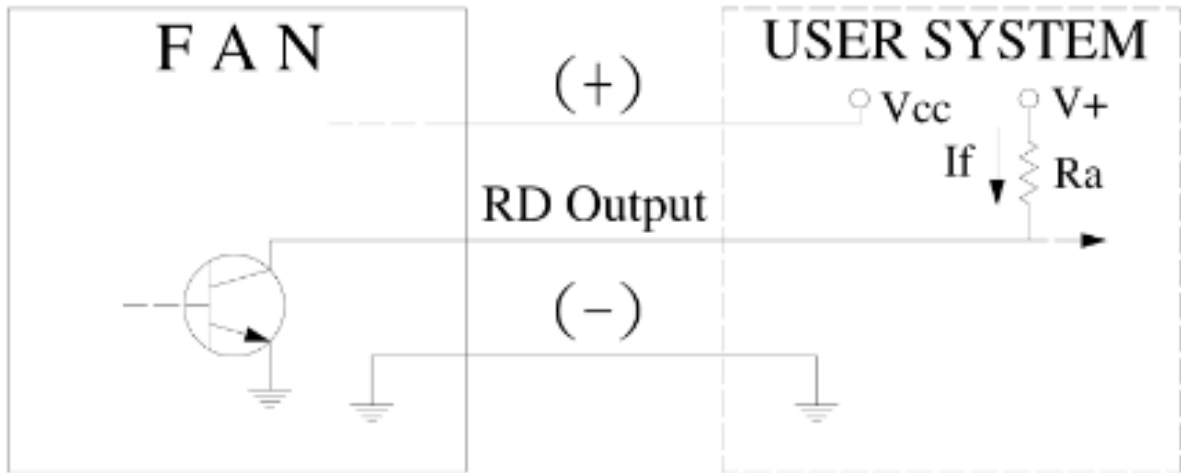 F A N
USER SYSTEM
(+)
Vcc
V+
If
Ra
RD Output
(-)